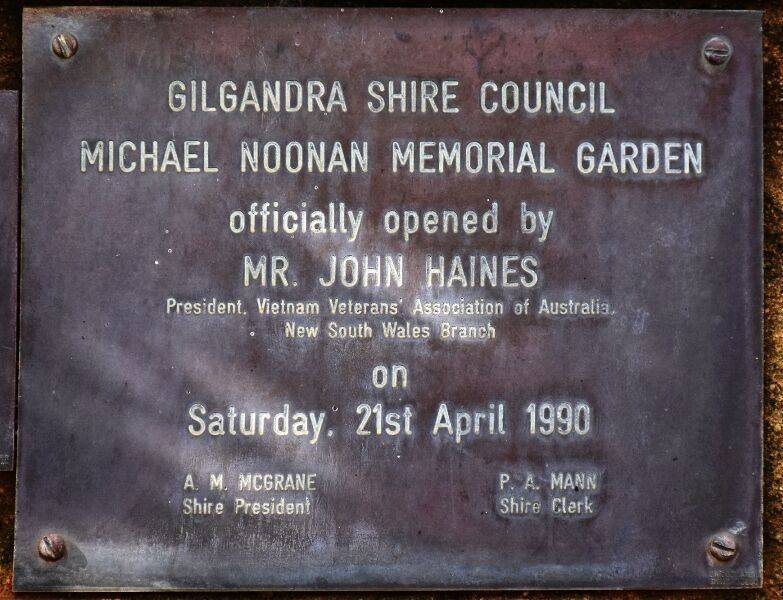 GILGANDRA SHIRE COUNCIL
MICHAEL NOONAN MEMORIAL GARDEN
officially opened by
MR. JOHN HAINES
President, Vietnam Veterans' Association of Australia,
New South Wales Branch
on
Saturday, 21st April 1990
A. M. MCGRANE P. A. MANN
Shire President Shire Clerk